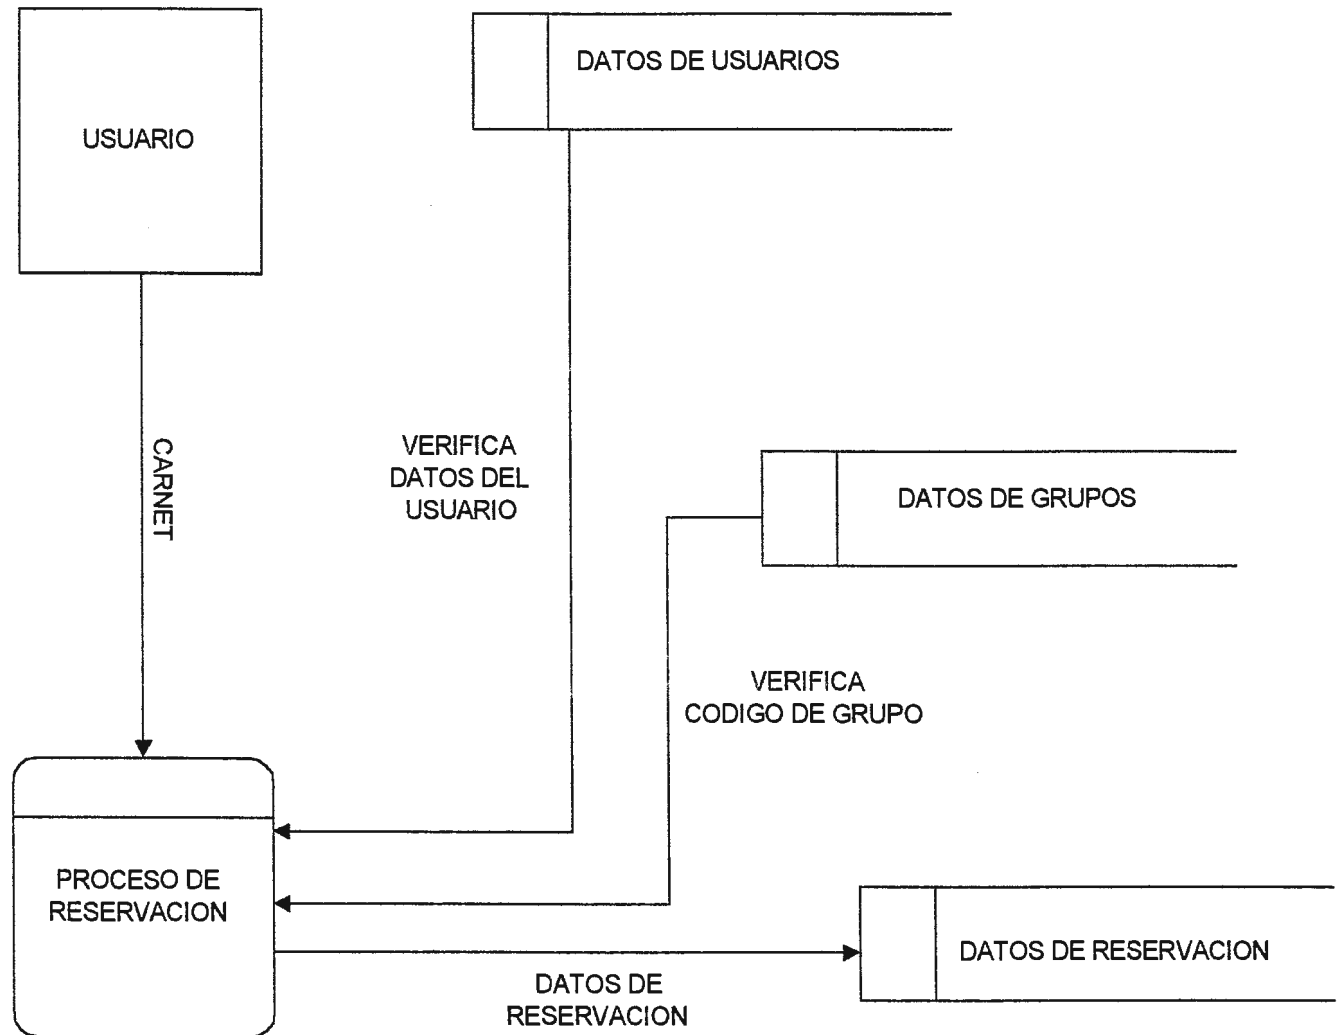 DATOS DE USUARIOS
USUARIO
CARNET
VERIFICA
DATOS DEL
USUARIO
DATOS DE GRUPOS
VERIFICA
CODIGO DE GRUPO
PROCESO DE
RESERVACION
DATOS DE RESERVACION
DATOS DE
RESERVACION